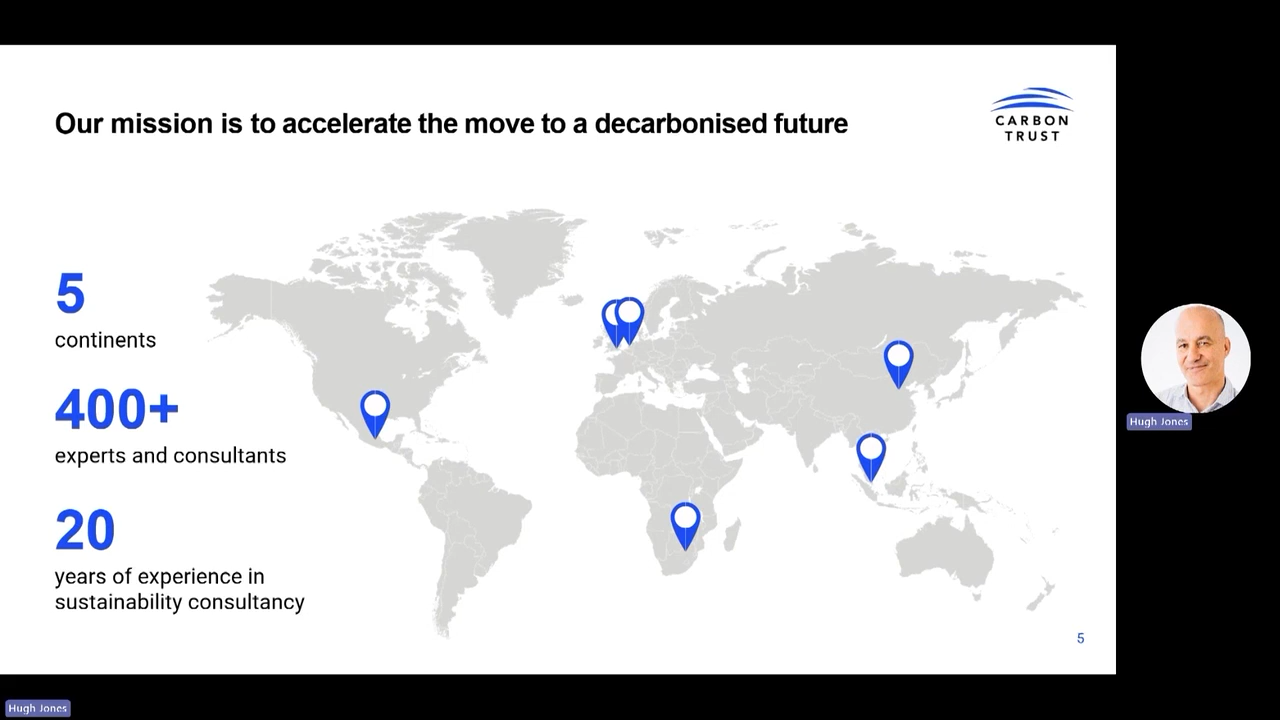 Our mission is to accelerate the move to a decarbonised future
CARBON
TRUST
5
continents
400+
experts and consultants
20
years of experience in
sustainability consultancy
5
Hugh Jones
Hugh Jones